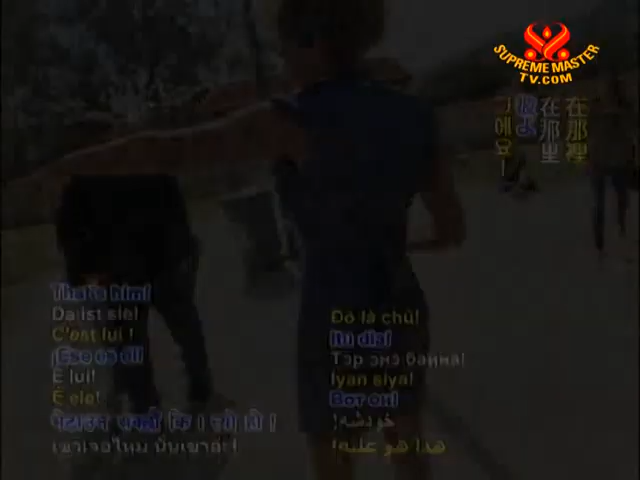 SUPREME MASTER
TV.COM
在那裡
在那里
彼よ
그예요!
That's him!
Da ist sie!
C'est lui !
¡Ese es él!
È lui!
É ele!
Đó là chú!
Itu dia!
Тэр энэ байна!
Iyan siya!
Вот он!
خودشه!
هذا هو عليه!